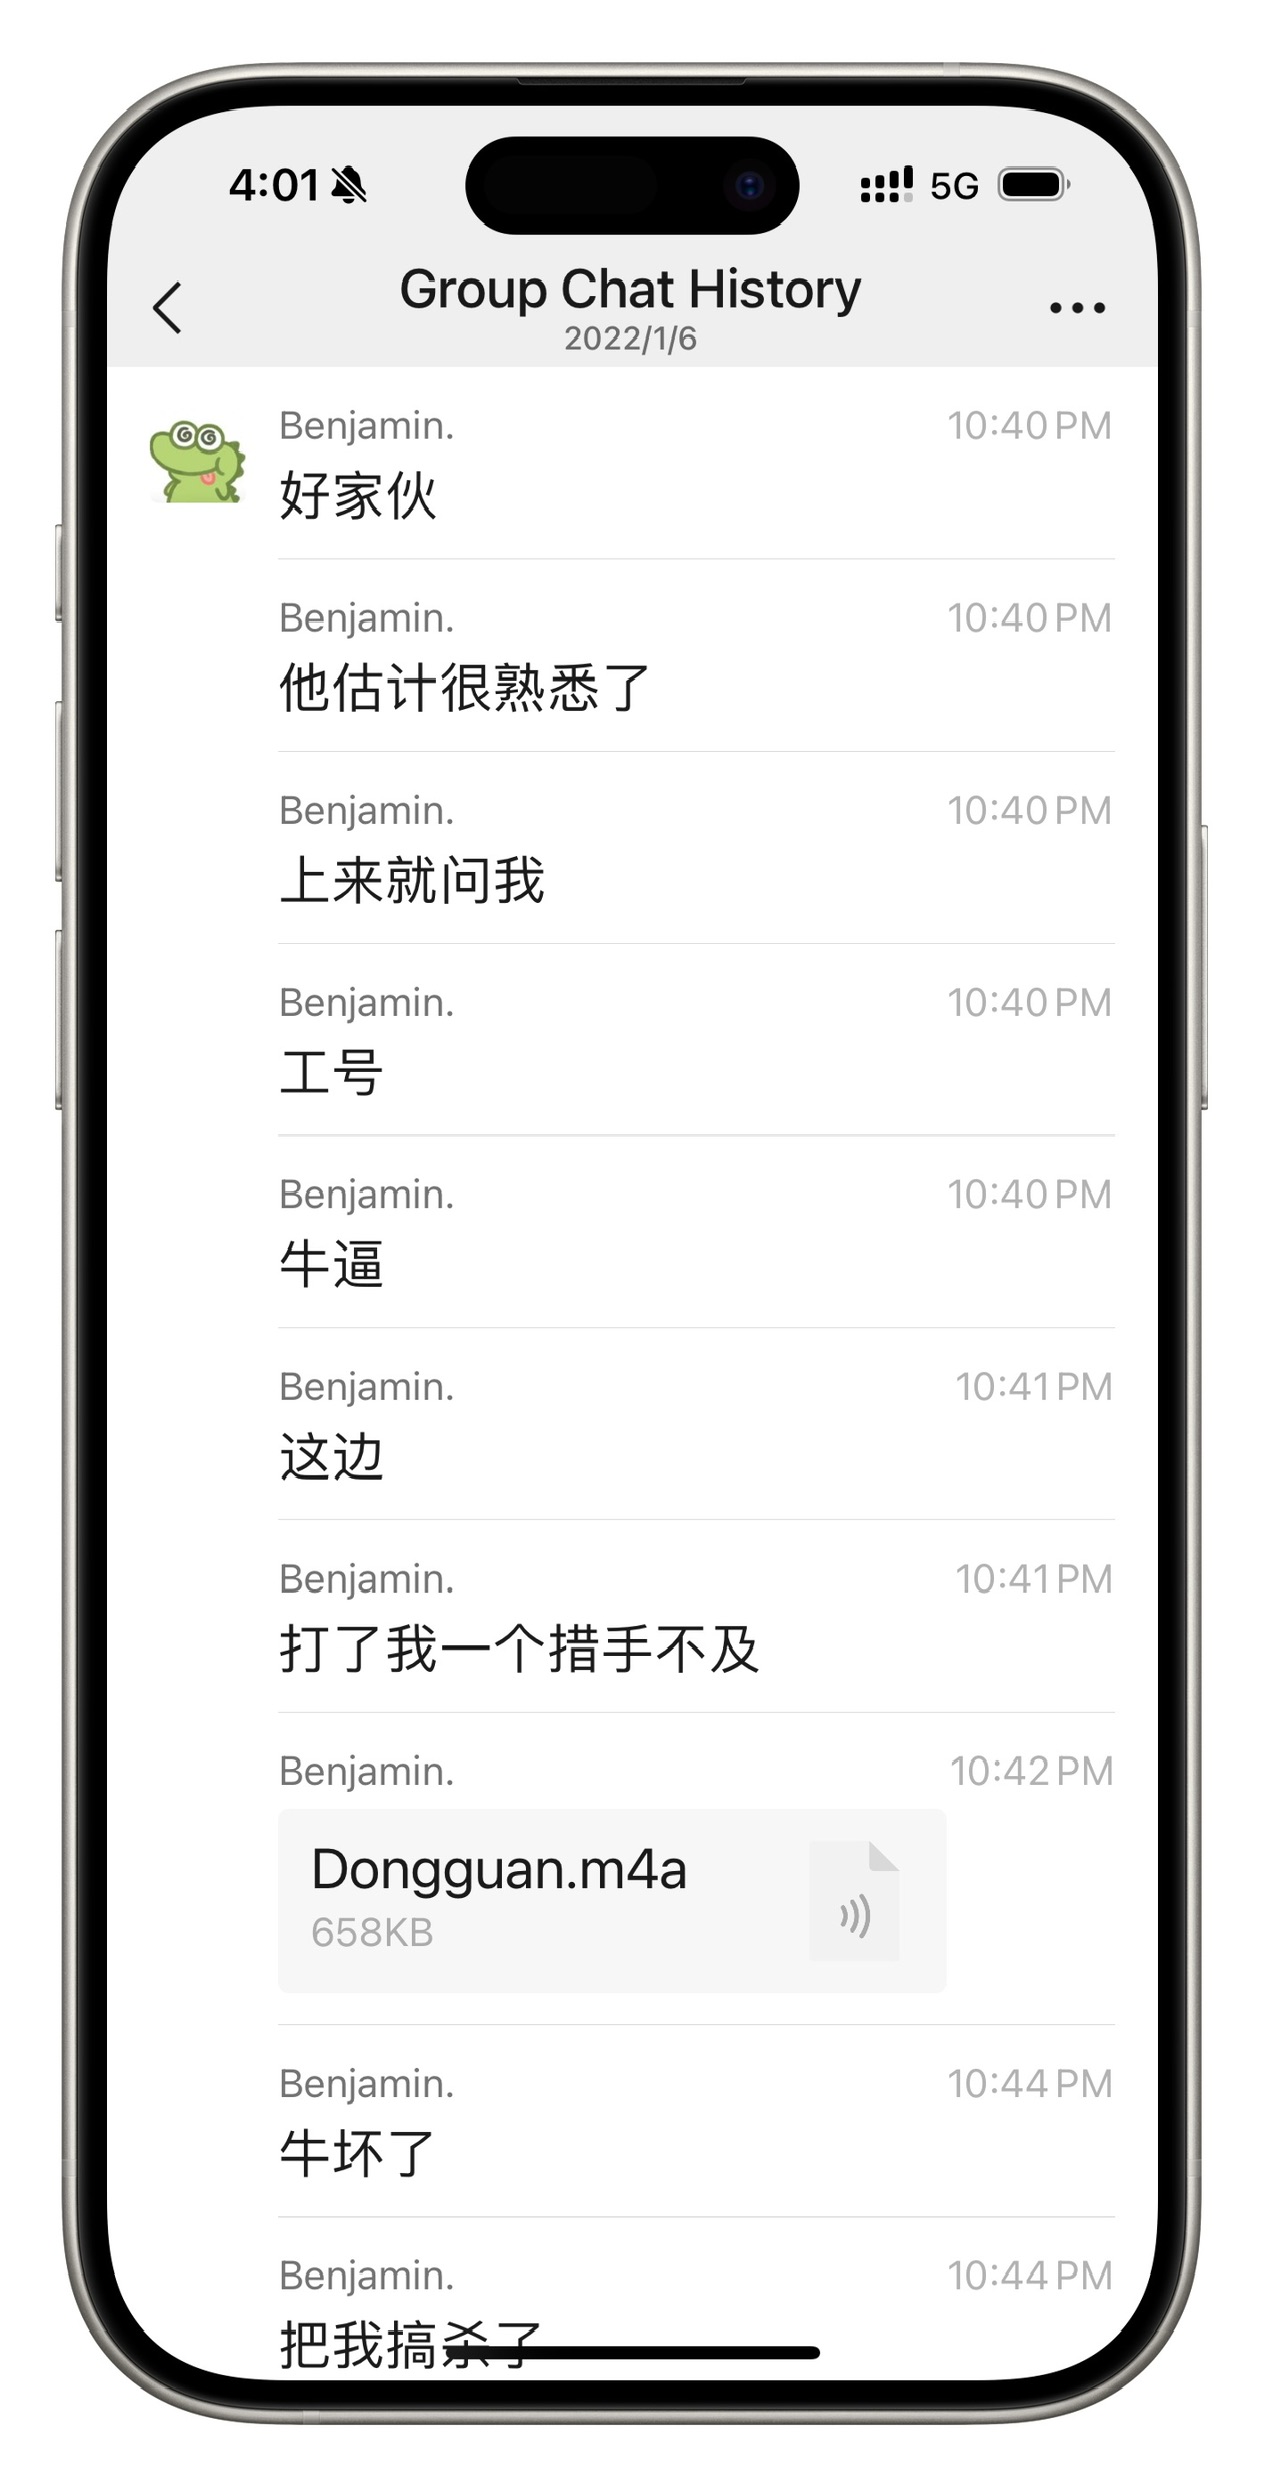 4:01
5G
Group Chat History
2022/1/6
Benjamin. 10:40 PM
好家伙
Benjamin. 10:40 PM
他估计很熟悉了
Benjamin. 10:40 PM
上来就问我
Benjamin. 10:40 PM
工号
Benjamin. 10:40 PM
牛逼
Benjamin. 10:41 PM
这边
Benjamin. 10:41 PM
打了我一个措手不及
Benjamin. 10:42 PM
Dongguan.m4a
658KB
Benjamin. 10:44 PM
牛坏了
Benjamin. 10:44 PM
把我搞杀了